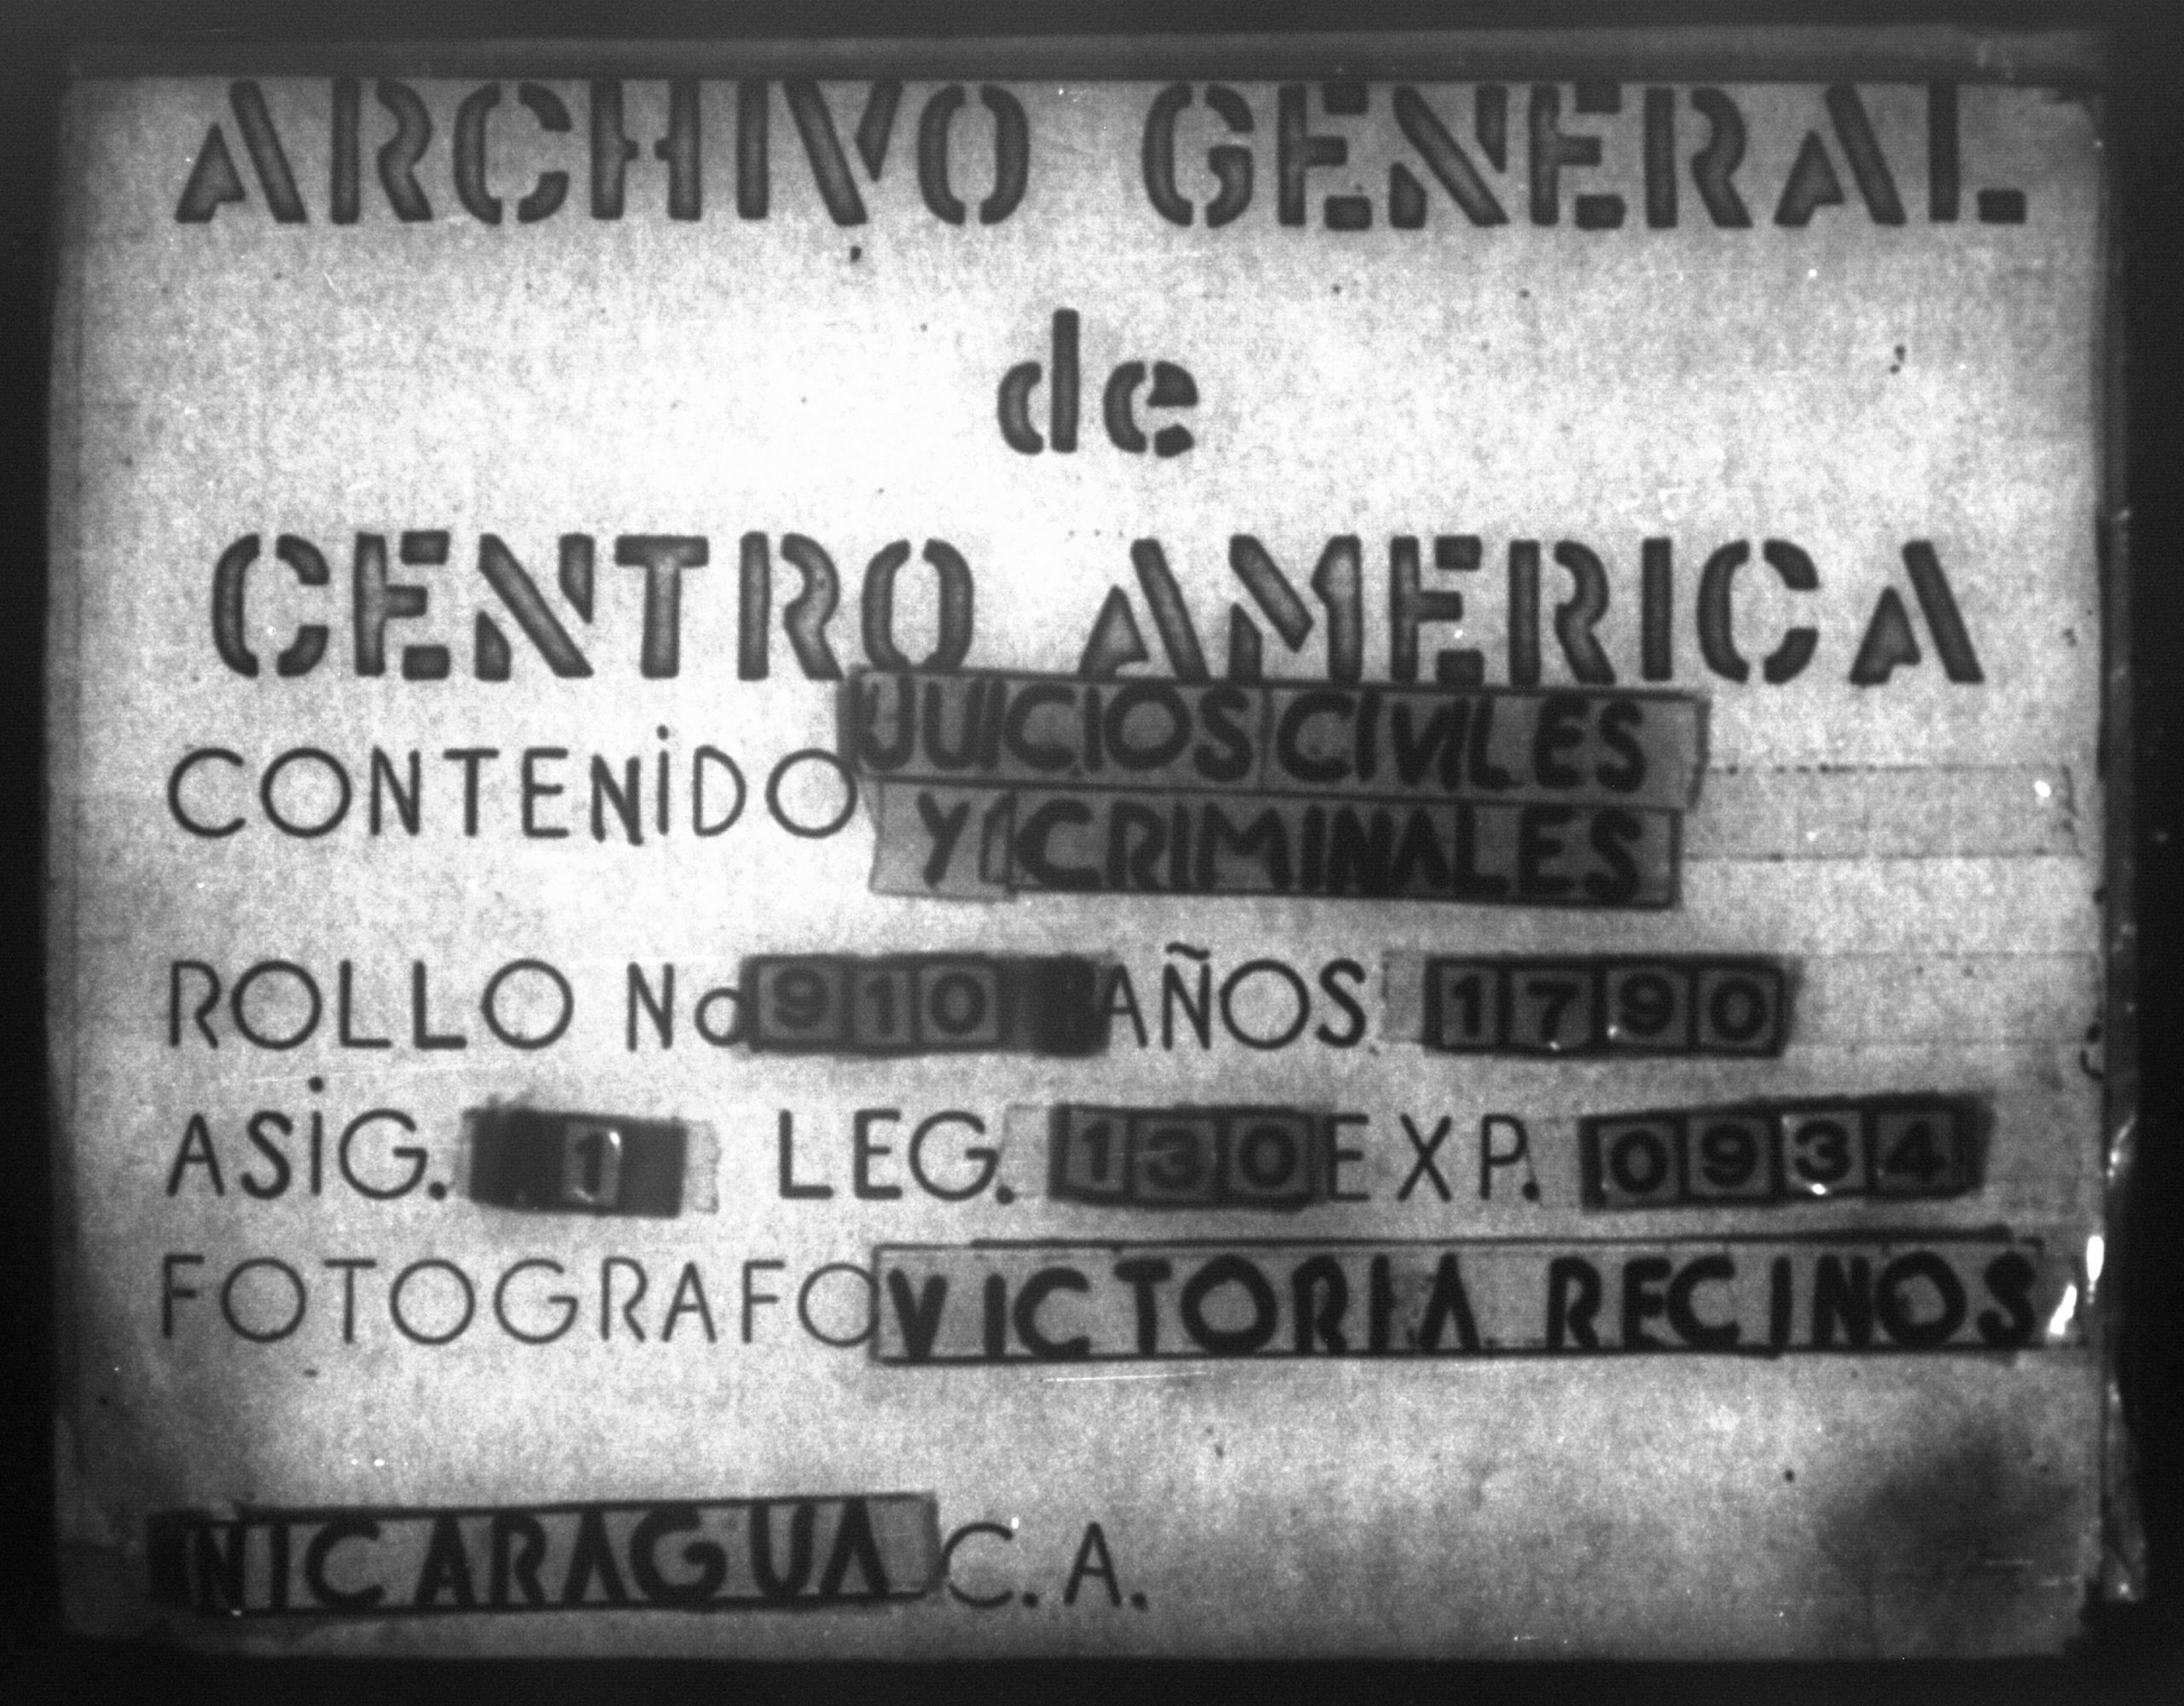 ARCHIVO GENERAL
de
CENTRO AMERICA
CONTENIDO JUICIOS CIVILES
Y CRIMINALES
ROLLO No 910 AÑOS 1790
ASIG. 1 LEG. 130 EXP. 0934
FOTOGRAFO VICTORIA RECINOS
NICARAGUA C.A.